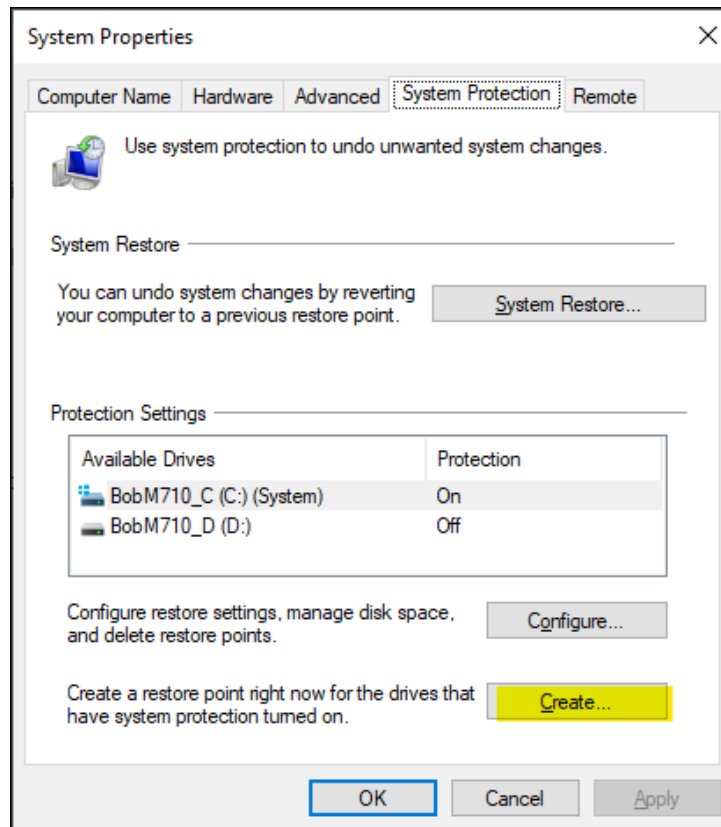 System Properties
Computer Name Hardware Advanced System Protection Remote
Use system protection to undo unwanted system changes.
System Restore
You can undo system changes by reverting
your computer to a previous restore point.
System Restore...
Protection Settings
Available Drives Protection
BobM710_C (C:) (System) On
BobM710_D (D:) Off
Configure restore settings, manage disk space,
and delete restore points.
Configure...
Create a restore point right now for the drives that
have system protection turned on.
Create...
OK Cancel Apply